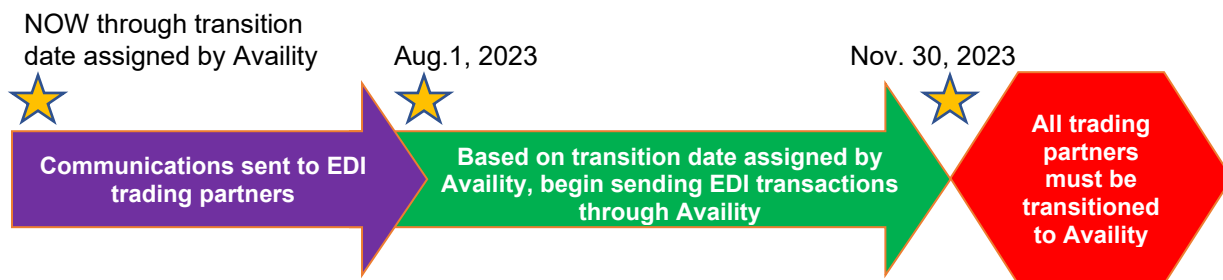 NOW through transition
date assigned by Availity
Aug.1, 2023
Nov. 30, 2023
Communications sent to EDI
trading partners
Based on transition date assigned by
Availity, begin sending EDI transactions
through Availity
All trading
partners
must be
transitioned
to Availity